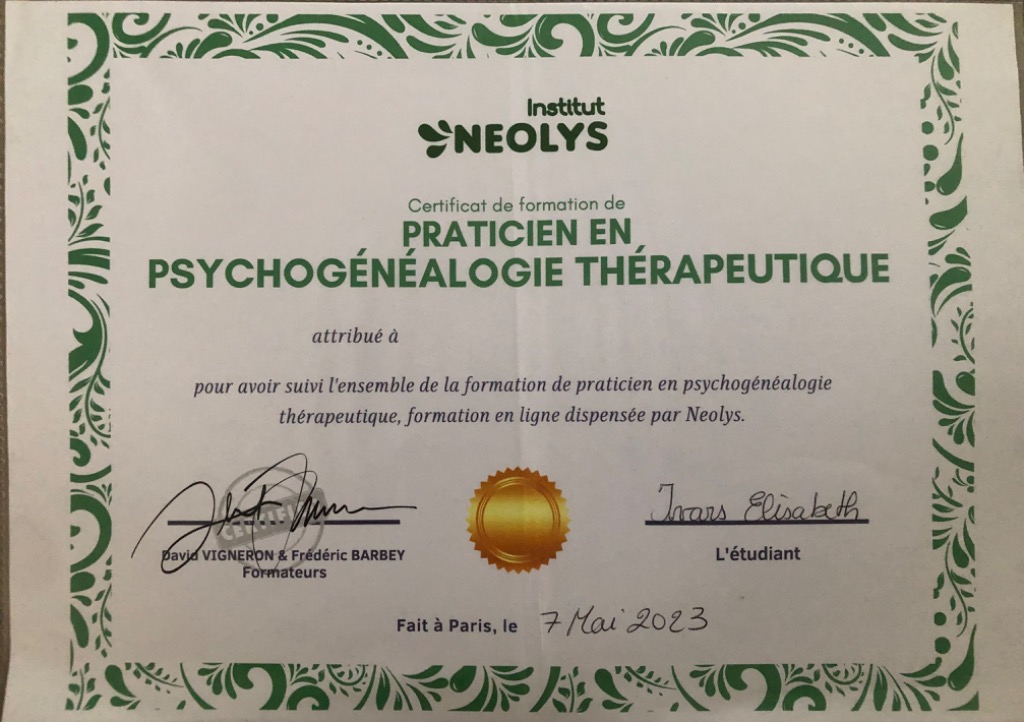 Institut
NEOLYS
Certificat de formation de
PRATICIEN EN
PSYCHOGÉNÉALOGIE THÉRAPEUTIQUE
attribué à
pour avoir suivi l'ensemble de la formation de praticien en psychogénéalogie
thérapeutique, formation en ligne dispensée par Neolys.
CERTIFIÉ
David VIGNERON & Frédéric BARBEY
Formateurs
Ivars Elisabeth
L'étudiant
Fait à Paris, le 7 Mai 2023